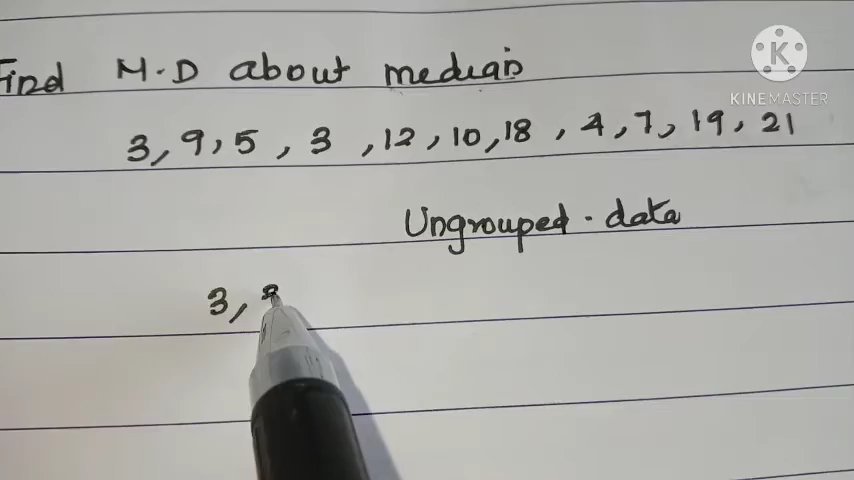 Find M.D about median
3, 9, 5, 3, 12, 10, 18, 4, 7, 19, 21
Ungrouped. data
3,
K
KINEMASTER